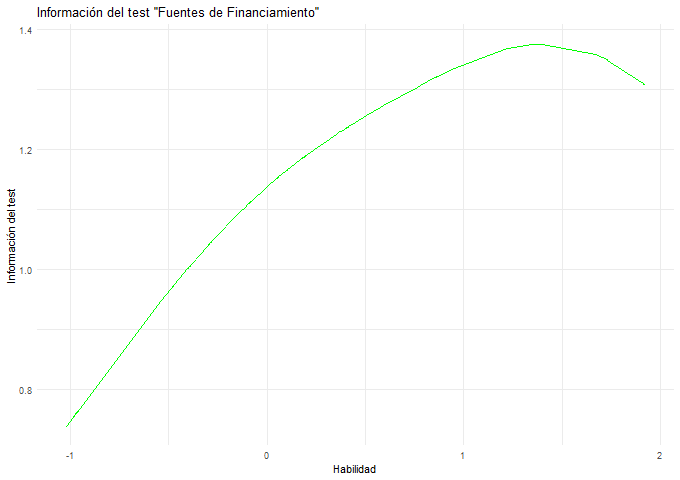 Información del test "Fuentes de Financiamiento"
1.4
1.2
1.0
0.8
Información del test
-1
0
1
2
Habilidad